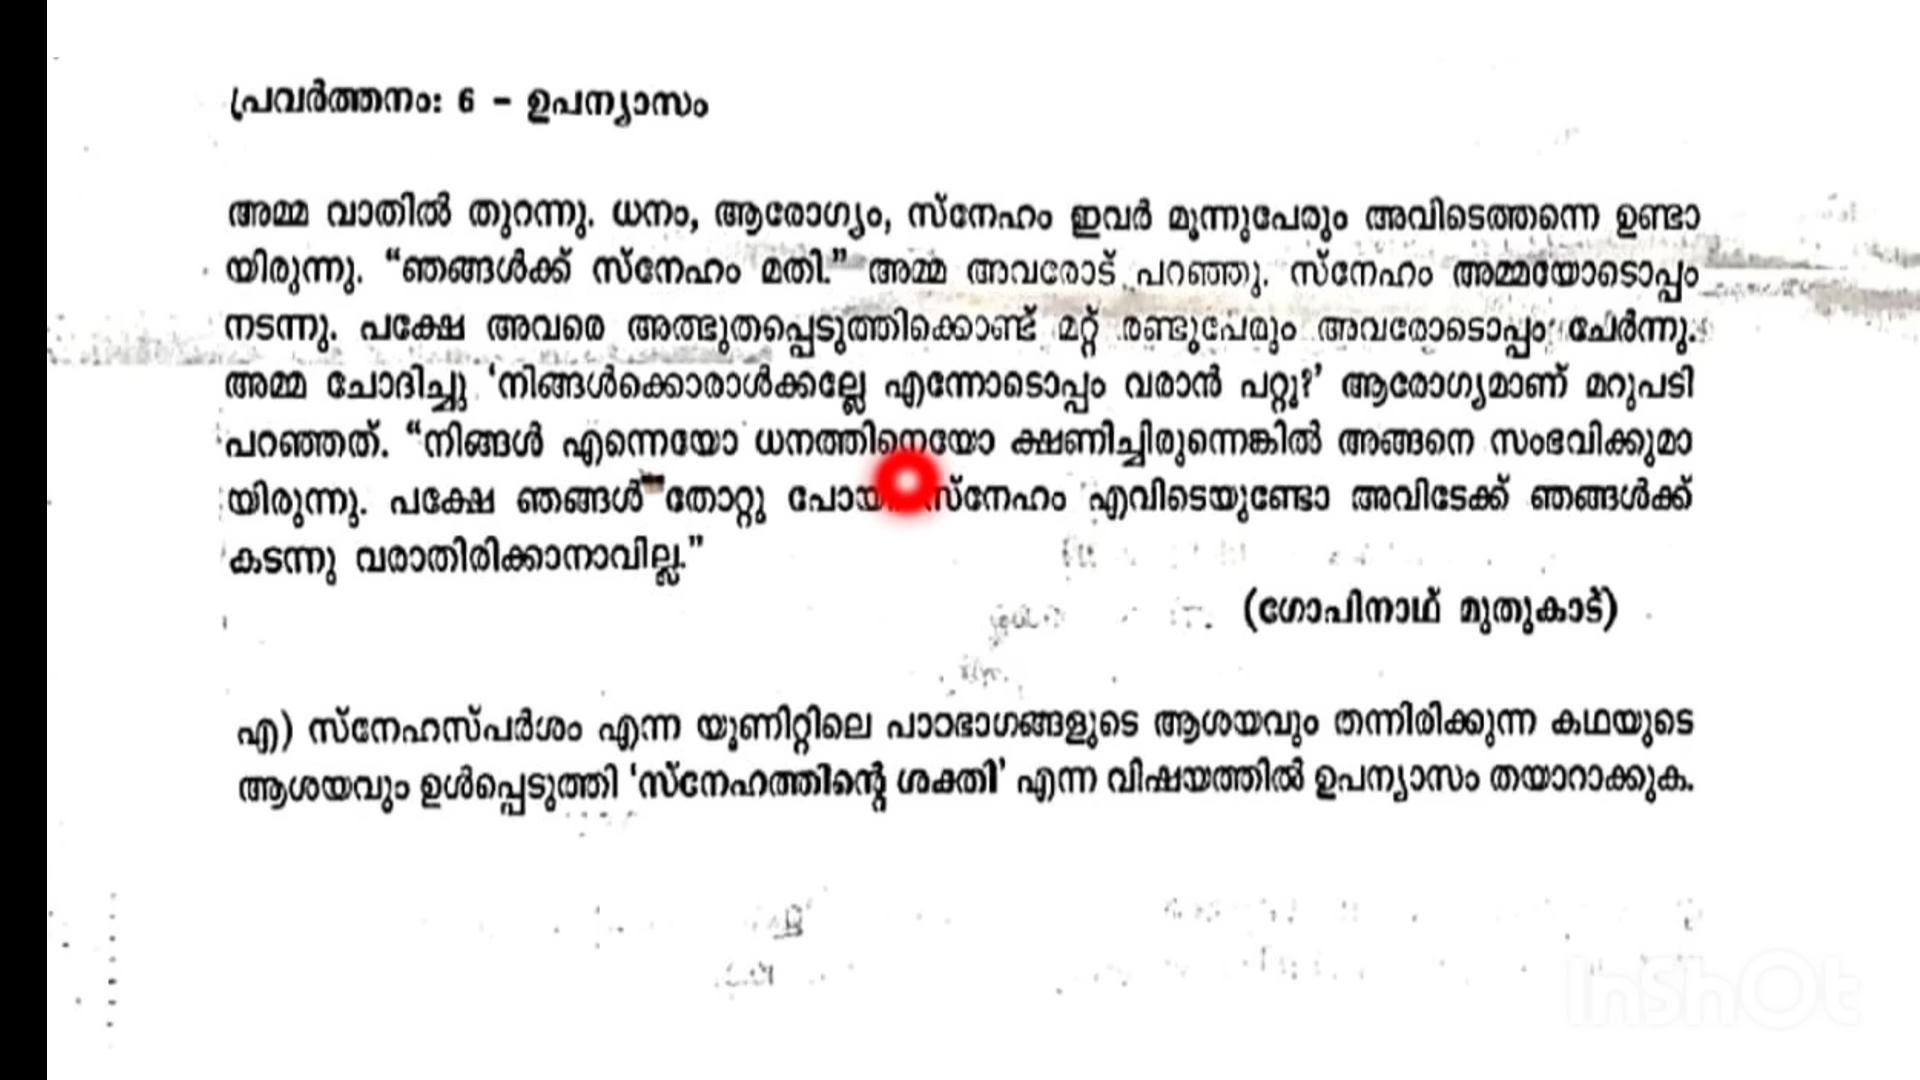 പ്രവർത്തനം: 6 - ഉപന്യാസം
അമ്മ വാതിൽ തുറന്നു. ധനം, ആരോഗ്യം, സ്നേഹം ഇവർ മൂന്നുപേരും അവിടെത്തന്നെ ഉണ്ടാ
യിരുന്നു. “ഞങ്ങൾക്ക് സ്നേഹം മതി.” അമ്മ അവരോട് പറഞ്ഞു. സ്നേഹം അമ്മയോടൊപ്പം
നടന്നു. പക്ഷേ അവരെ അത്ഭുതപ്പെടുത്തിക്കൊണ്ട് മറ്റ് രണ്ടുപേരും അവരോടൊപ്പം ചേർന്നു.
അമ്മ ചോദിച്ചു ‘നിങ്ങൾക്കൊരാൾക്കല്ലേ എന്നോടൊപ്പം വരാൻ പറ്റൂ?’ ആരോഗ്യമാണ് മറുപടി
പറഞ്ഞത്. “നിങ്ങൾ എന്നെയോ ധനത്തിനെയോ ക്ഷണിച്ചിരുന്നെങ്കിൽ അങ്ങനെ സംഭവിക്കുമാ
യിരുന്നു. പക്ഷേ ഞങ്ങൾ തോറ്റു പോയി സ്നേഹം എവിടെയുണ്ടോ അവിടേക്ക് ഞങ്ങൾക്ക്
കടന്നു വരാതിരിക്കാനാവില്ല.”
(ഗോപിനാഥ് മുതുകാട്)
എ) സ്നേഹസ്പർശം എന്ന യൂണിറ്റിലെ പാഠഭാഗങ്ങളുടെ ആശയവും തന്നിരിക്കുന്ന കഥയുടെ
ആശയവും ഉൾപ്പെടുത്തി ‘സ്നേഹത്തിന്റെ ശക്തി’ എന്ന വിഷയത്തിൽ ഉപന്യാസം തയാറാക്കുക.
InShOt